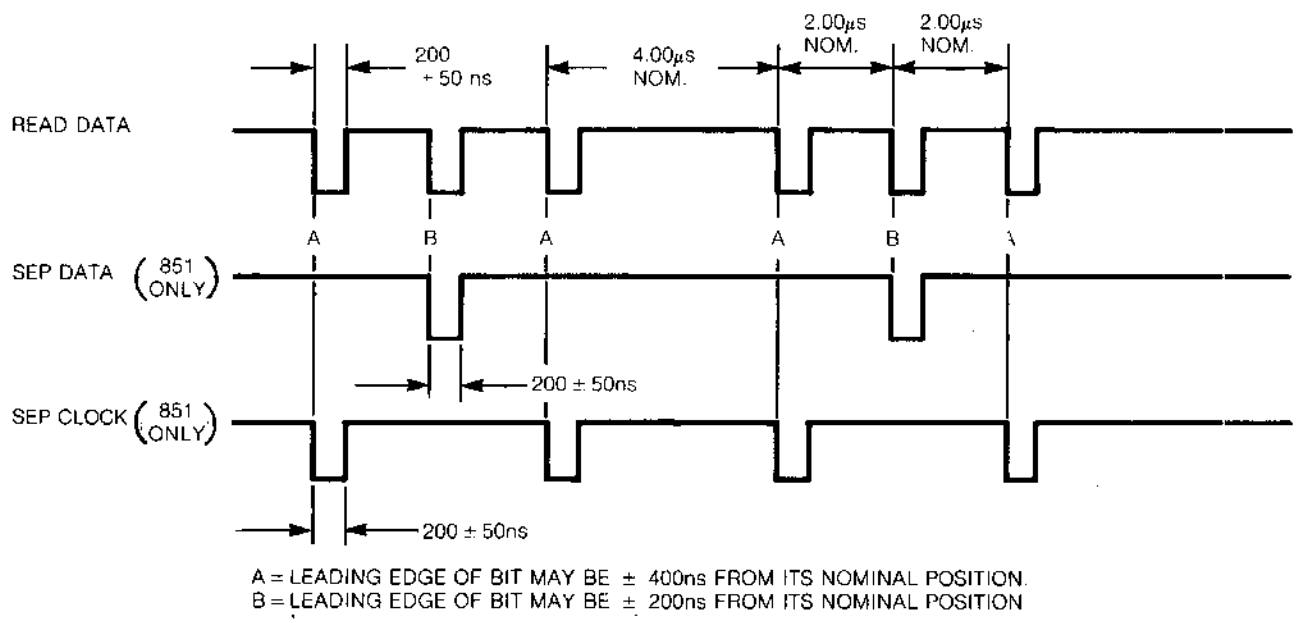 2.00µs
NOM.
2.00µs
NOM.
200
± 50 ns
4.00µs
NOM.
READ DATA
A
B
A
A
B
A
SEP DATA (851 ONLY)
200 ± 50ns
SEP CLOCK (851 ONLY)
200 ± 50ns
A = LEADING EDGE OF BIT MAY BE ± 400ns FROM ITS NOMINAL POSITION.
B = LEADING EDGE OF BIT MAY BE ± 200ns FROM ITS NOMINAL POSITION